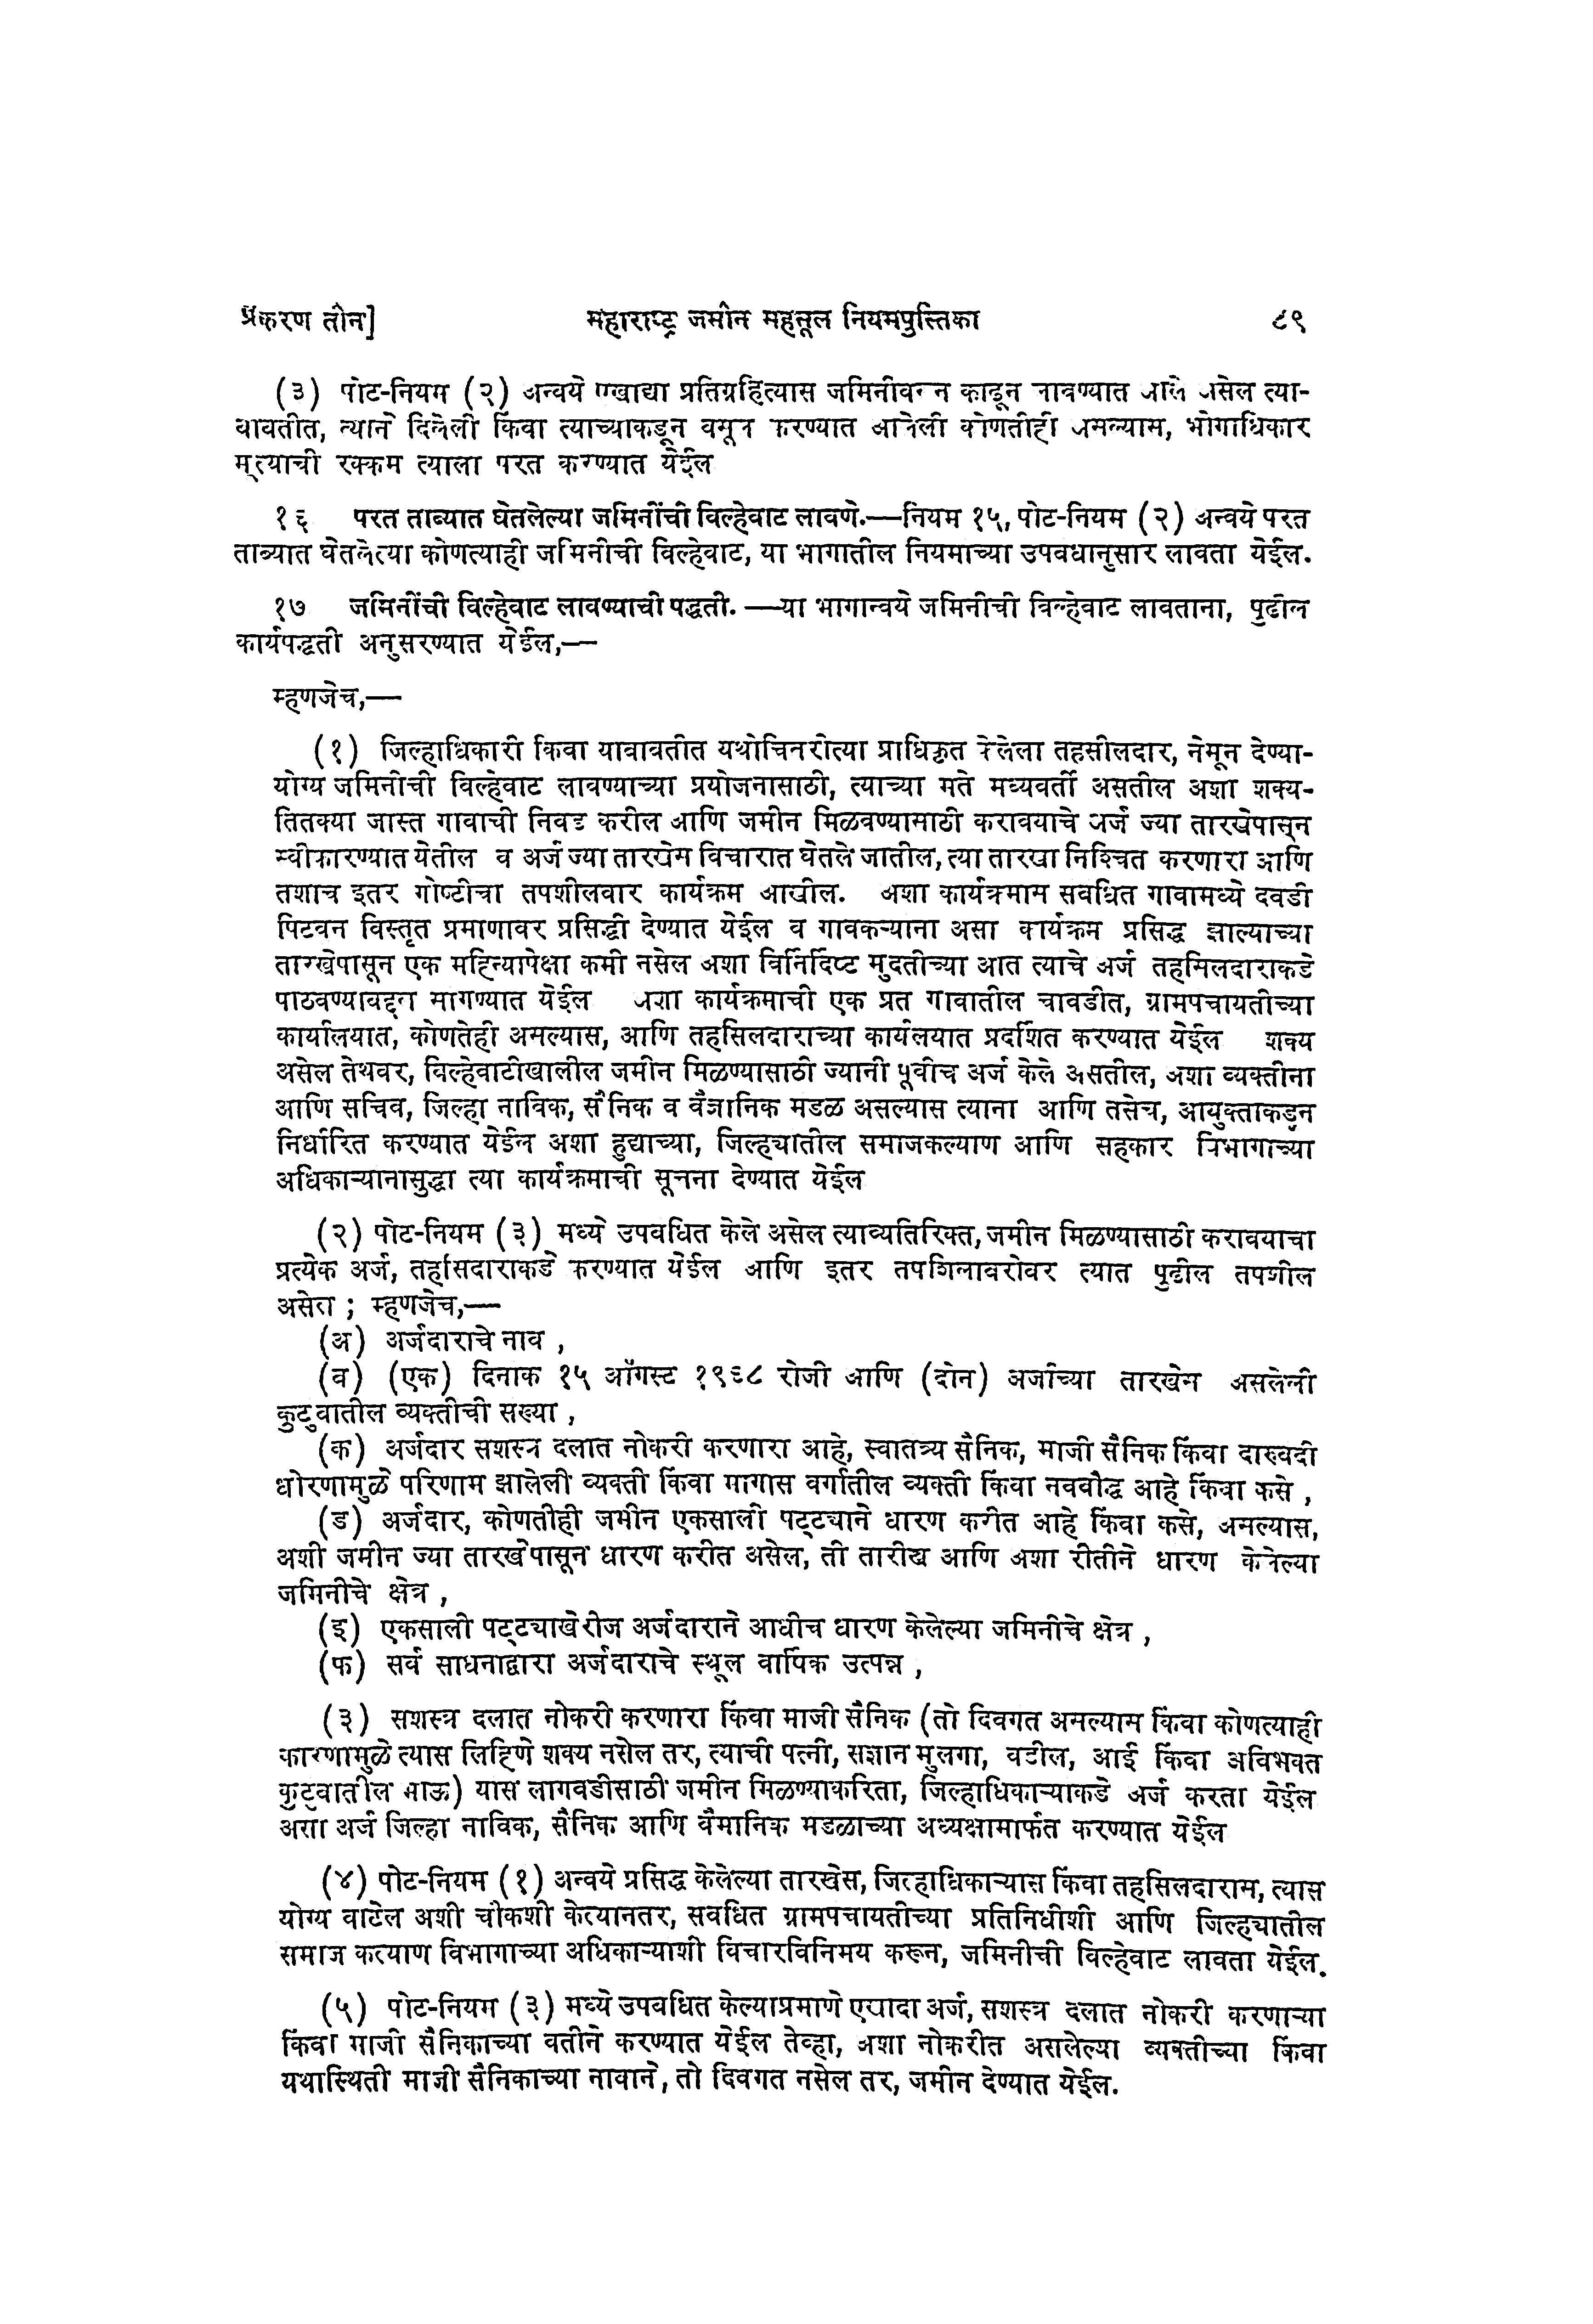 प्रकरण तीन] महाराष्ट्र जमीन महसूल नियमपुस्तिका ८९
(३) पोट-नियम (२) अन्वये एखाद्या प्रतिग्रहित्यास जमिनीवरून काढून लावण्यात आले असेल त्या-
बाबतीत, त्याने दिलेली किंवा त्याच्याकडून वसूल करण्यात आलेली कोणतीही असल्यास, भोगाधिकार
मूल्याची रक्कम त्याला परत करण्यात येईल
१६ परत ताब्यात घेतलेल्या जमिनींची विल्हेवाट लावणे.—नियम १५, पोट-नियम (२) अन्वये परत
ताब्यात घेतलेल्या कोणत्याही जमिनीची विल्हेवाट, या भागातील नियमाच्या उपबधानुसार लावता येईल.
१७ जमिनींची विल्हेवाट लावण्याची पद्धती.—या भागान्वये जमिनीची विल्हेवाट लावताना, पुढील
कार्यपद्धती अनुसरण्यात येईल,—
म्हणजेच,—
(१) जिल्हाधिकारी किंवा याबाबतीत यथोचितरीत्या प्राधिकृत केलेला तहसीलदार, नेमून देण्या-
योग्य जमिनीची विल्हेवाट लावण्याच्या प्रयोजनासाठी, त्याच्या मते मध्यवर्ती असतील अशा शक्य-
तितक्या जास्त गावाची निवड करील आणि जमीन मिळवण्यासाठी करावयाचे अर्ज ज्या तारखेपासून
स्वीकारण्यात येतील व अर्ज ज्या तारखेस विचारात घेतले जातील, त्या तारखा निश्चित करणारा आणि
तशाच इतर गोष्टीचा तपशीलवार कार्यक्रम आखील. अशा कार्यक्रमास सबधित गावामध्ये दवडी
पिटवन विस्तृत प्रमाणावर प्रसिद्धी देण्यात येईल व गावकऱ्याना असा कार्यक्रम प्रसिद्ध झाल्याच्या
तारखेपासून एक महिन्यापेक्षा कमी नसेल अशा विनिर्दिष्ट मुदतीच्या आत त्याचे अर्ज तहसिलदाराकडे
पाठवण्याबद्दल मागण्यात येईल अशा कार्यक्रमाची एक प्रत गावातील चावडीत, ग्रामपचायतीच्या
कार्यालयात, कोणतेही असल्यास, आणि तहसिलदाराच्या कार्यलयात प्रदर्शित करण्यात येईल शक्य
असेल तेथवर, विल्हेवाटीखालील जमीन मिळण्यासाठी ज्यानी पूर्वीच अर्ज केले असतील, अशा व्यक्तीना
आणि सचिव, जिल्हा नाविक, सैनिक व वैज्ञानिक मडळ असल्यास त्याना आणि तसेच, आयुक्ताकडून
निर्धारित करण्यात येईल अशा हुद्याच्या, जिल्ह्यातील समाजकल्याण आणि सहकार विभागाच्या
अधिकाऱ्यानासुद्धा त्या कार्यक्रमाची सूचना देण्यात येईल
(२) पोट-नियम (३) मध्ये उपबधित केले असेल त्याव्यतिरिक्त, जमीन मिळण्यासाठी करावयाचा
प्रत्येक अर्ज, तहसिदाराकडे करण्यात येईल आणि इतर तपशिलाबरोबर त्यात पुढील तपशील
असेल ; म्हणजेच,—
(अ) अर्जदाराचे नाव ,
(ब) (एक) दिनाक १५ ऑगस्ट १९६८ रोजी आणि (दोन) अर्जाच्या तारखेस असलेली
कुटुबातील व्यक्तीची सख्या ,
(क) अर्जदार सशस्त्र दलात नोकरी करणारा आहे, स्वातत्र्य सैनिक, माजी सैनिक किंवा दारुबदी
धोरणामुळे परिणाम झालेली व्यक्ती किंवा मागास वर्गातील व्यक्ती किंवा नवबौद्ध आहे किंवा कसे ,
(ड) अर्जदार, कोणतीही जमीन एकसाली पट्ट्याने धारण करीत आहे किंवा कसे, असल्यास,
अशी जमीन ज्या तारखेपासून धारण करीत असेल, ती तारीख आणि अशा रीतीने धारण केलेल्या
जमिनीचे क्षेत्र ,
(इ) एकसाली पट्ट्याखेरीज अर्जदाराने आधीच धारण केलेल्या जमिनीचे क्षेत्र ,
(फ) सर्व साधनाद्वारा अर्जदाराचे स्थूल वार्षिक उत्पन्न ,
(३) सशस्त्र दलात नोकरी करणारा किंवा माजी सैनिक (तो दिवगत असल्यास किंवा कोणत्याही
कारणामुळे त्यास लिहिणे शक्य नसेल तर, त्याची पत्नी, सज्ञान मुलगा, वडील, आई किंवा अविभक्त
कुटुबातील भाऊ) यास लागवडीसाठी जमीन मिळण्याकरिता, जिल्हाधिकाऱ्याकडे अर्ज करता येईल
असा अर्ज जिल्हा नाविक, सैनिक आणि वैमानिक मडळाच्या अध्यक्षामार्फत करण्यात येईल
(४) पोट-नियम (१) अन्वये प्रसिद्ध केलेल्या तारखेस, जिल्हाधिकाऱ्यास किंवा तहसिलदारास, त्यास
योग्य वाटेल अशी चौकशी केल्यानतर, सबधित ग्रामपचायतीच्या प्रतिनिधीशी आणि जिल्ह्यातील
समाज कल्याण विभागाच्या अधिकाऱ्याशी विचारविनिमय करून, जमिनीची विल्हेवाट लावता येईल.
(५) पोट-नियम (३) मध्ये उपबधित केल्याप्रमाणे एखादा अर्ज, सशस्त्र दलात नोकरी करणाऱ्या
किंवा माजी सैनिकाच्या वतीने करण्यात येईल तेव्हा, अशा नोकरीत असलेल्या व्यक्तीच्या किंवा
यथास्थिती माजी सैनिकाच्या नावाने, तो दिवगत नसेल तर, जमीन देण्यात येईल.